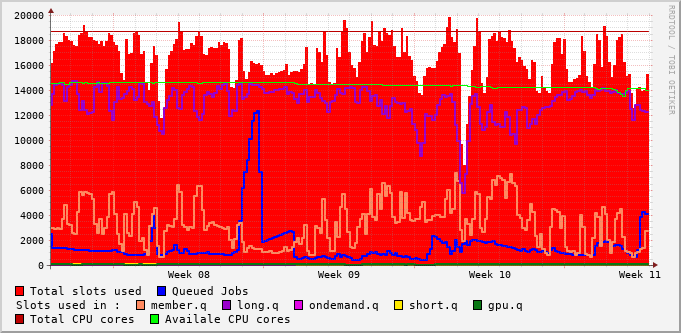 20000
18000
16000
14000
12000
10000
8000
6000
4000
2000
0
Week 08 Week 09 Week 10 Week 11
Total slots used Queued Jobs
Slots used in : member.q long.q ondemand.q short.q gpu.q
Total CPU cores Availale CPU cores
RRDTOOL / TOBI OETIKER